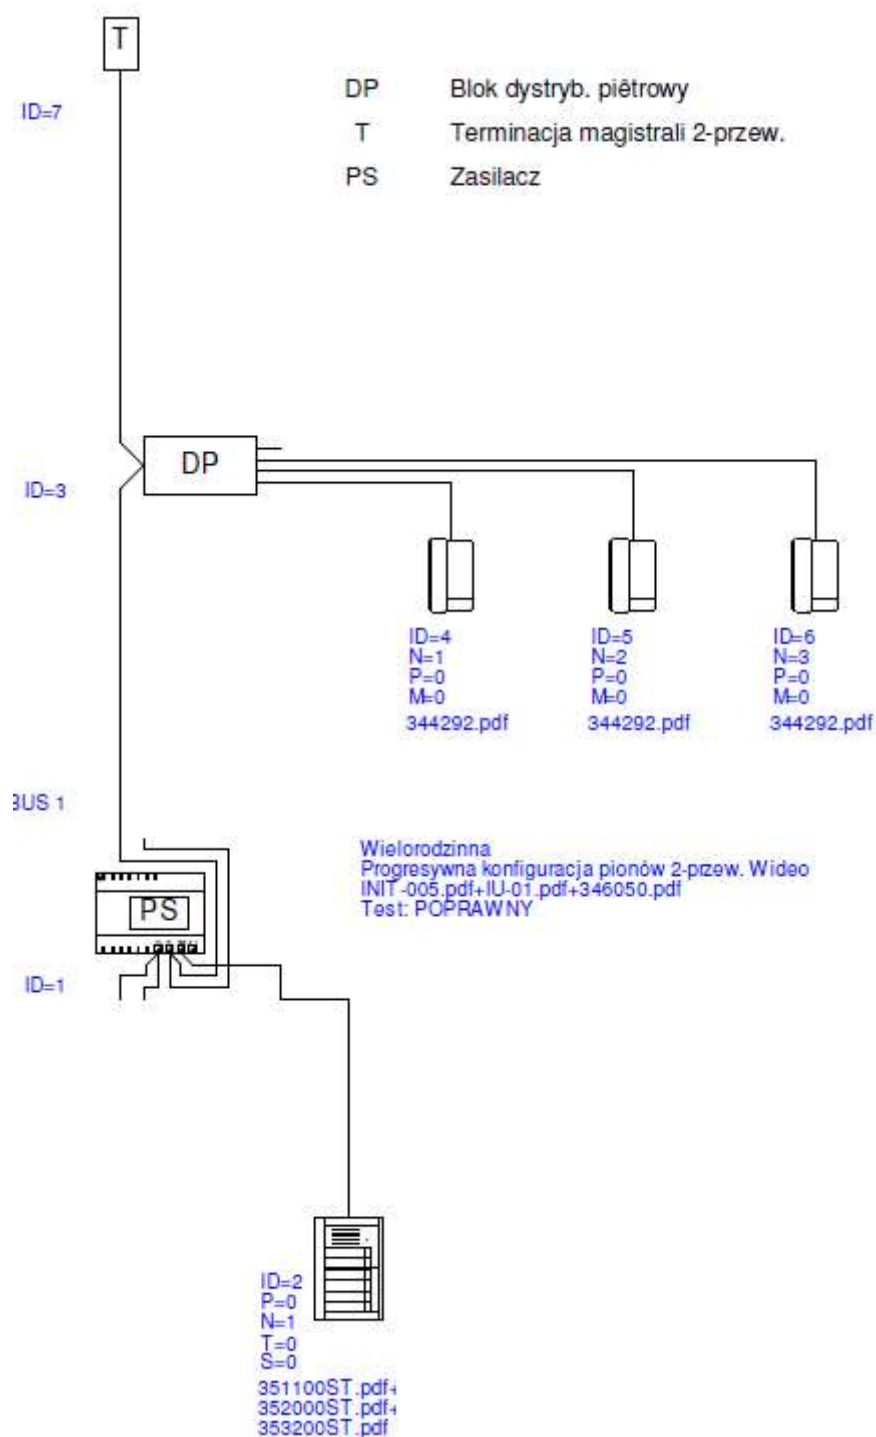 T
ID=7
DP Blok dystryb. piêtrowy
T Terminacja magistrali 2-przew.
PS Zasilacz
DP
ID=3
ID=4
N=1
P=0
M=0
344292.pdf
ID=5
N=2
P=0
M=0
344292.pdf
ID=6
N=3
P=0
M=0
344292.pdf
BUS 1
Wielorodzinna
Progresywna konfiguracja pionów 2-przew. Wideo
INIT-005.pdf+IU-01.pdf+346050.pdf
Test: POPRAWNY
PS
ID=1
ID=2
P=0
N=1
T=0
S=0
351100ST.pdf+
352000ST.pdf+
353200ST.pdf